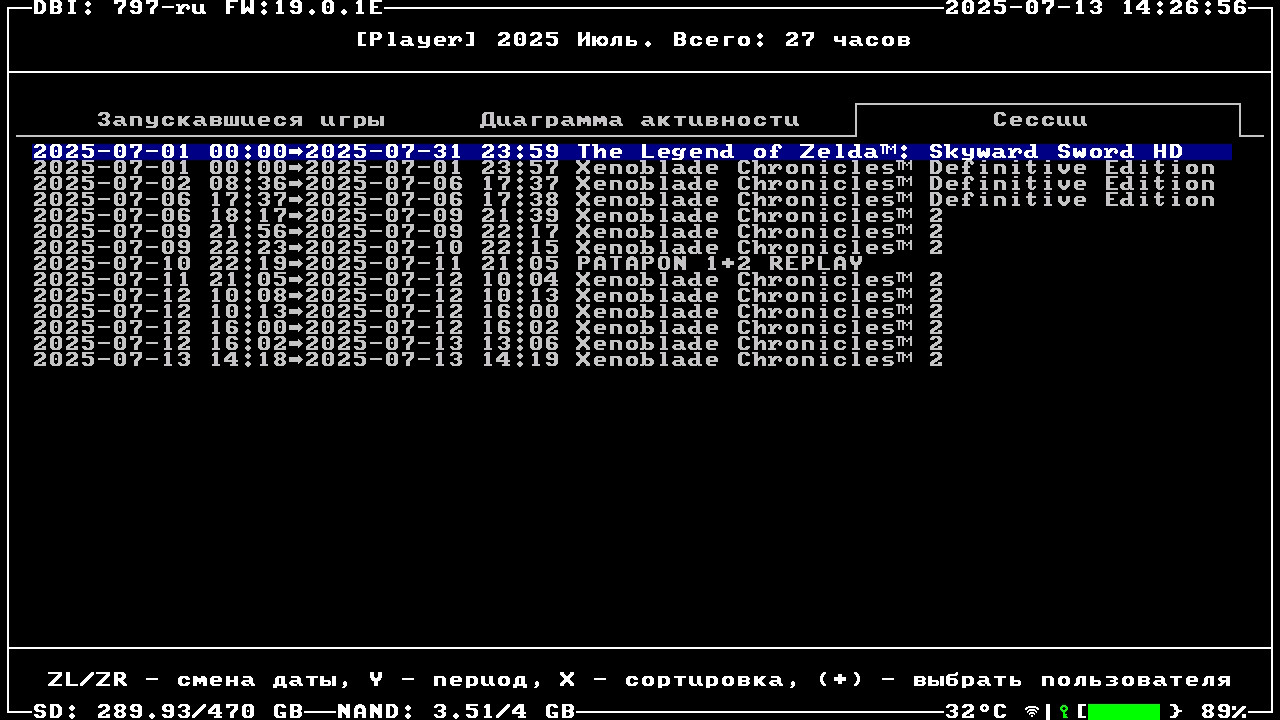 DBI: 797-ru FW:19.0.1E 2025-07-13 14:26:56
[Player] 2025 Июль. Всего: 27 часов
Запускавшиеся игры Диаграмма активности Сессии
2025-07-01 00:00➡2025-07-31 23:59 The Legend of Zelda™: Skyward Sword HD
2025-07-01 00:00➡2025-07-01 23:57 Xenoblade Chronicles™ Definitive Edition
2025-07-02 08:36➡2025-07-06 17:37 Xenoblade Chronicles™ Definitive Edition
2025-07-06 17:37➡2025-07-06 17:38 Xenoblade Chronicles™ Definitive Edition
2025-07-06 18:17➡2025-07-09 21:39 Xenoblade Chronicles™ 2
2025-07-09 21:56➡2025-07-09 22:17 Xenoblade Chronicles™ 2
2025-07-09 22:23➡2025-07-10 22:15 Xenoblade Chronicles™ 2
2025-07-10 22:19➡2025-07-11 21:05 PATAPON 1+2 REPLAY
2025-07-11 21:05➡2025-07-12 10:04 Xenoblade Chronicles™ 2
2025-07-12 10:08➡2025-07-12 10:13 Xenoblade Chronicles™ 2
2025-07-12 10:13➡2025-07-12 16:00 Xenoblade Chronicles™ 2
2025-07-12 16:00➡2025-07-12 16:02 Xenoblade Chronicles™ 2
2025-07-12 16:02➡2025-07-13 13:06 Xenoblade Chronicles™ 2
2025-07-13 14:18➡2025-07-13 14:19 Xenoblade Chronicles™ 2
ZL/ZR - смена даты, Y - период, X - сортировка, (+) - выбрать пользователя
SD: 289.93/470 GB NAND: 3.51/4 GB 32°C | [ } 89%